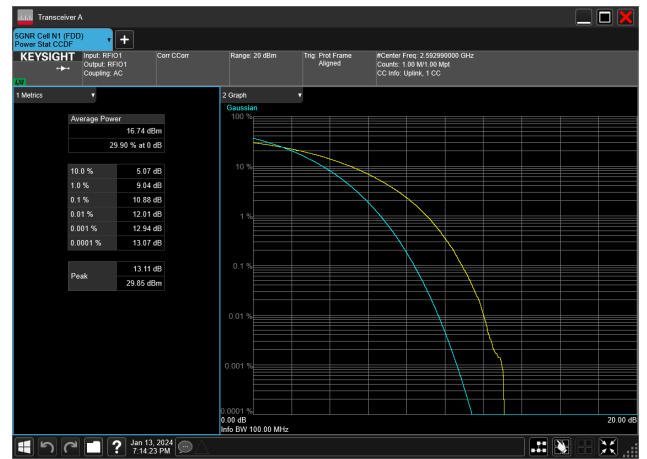 Transceiver A
5GNR Cell N1 (FDD)
Power Stat CCDF
KEYSIGHT
LXI
Input: RFIO1
Output: RFIO1
Coupling: AC
Corr CCorr
Range: 20 dBm
Trig: Prot Frame
Aligned
#Center Freq: 2.592990000 GHz
Counts: 1.00 M/1.00 Mpt
CC Info: Uplink, 1 CC
1 Metrics
Average Power
16.74 dBm
29.90 % at 0 dB
10.0 % 5.07 dB
1.0 % 9.04 dB
0.1 % 10.88 dB
0.01 % 12.01 dB
0.001 % 12.94 dB
0.0001 % 13.07 dB
Peak
13.11 dB
29.85 dBm
2 Graph
Gaussian
100 %
10 %
1 %
0.1 %
0.01 %
0.001 %
0.0001 %
0.00 dB 20.00 dB
Info BW 100.00 MHz
?
Jan 13, 2024
7:14:23 PM